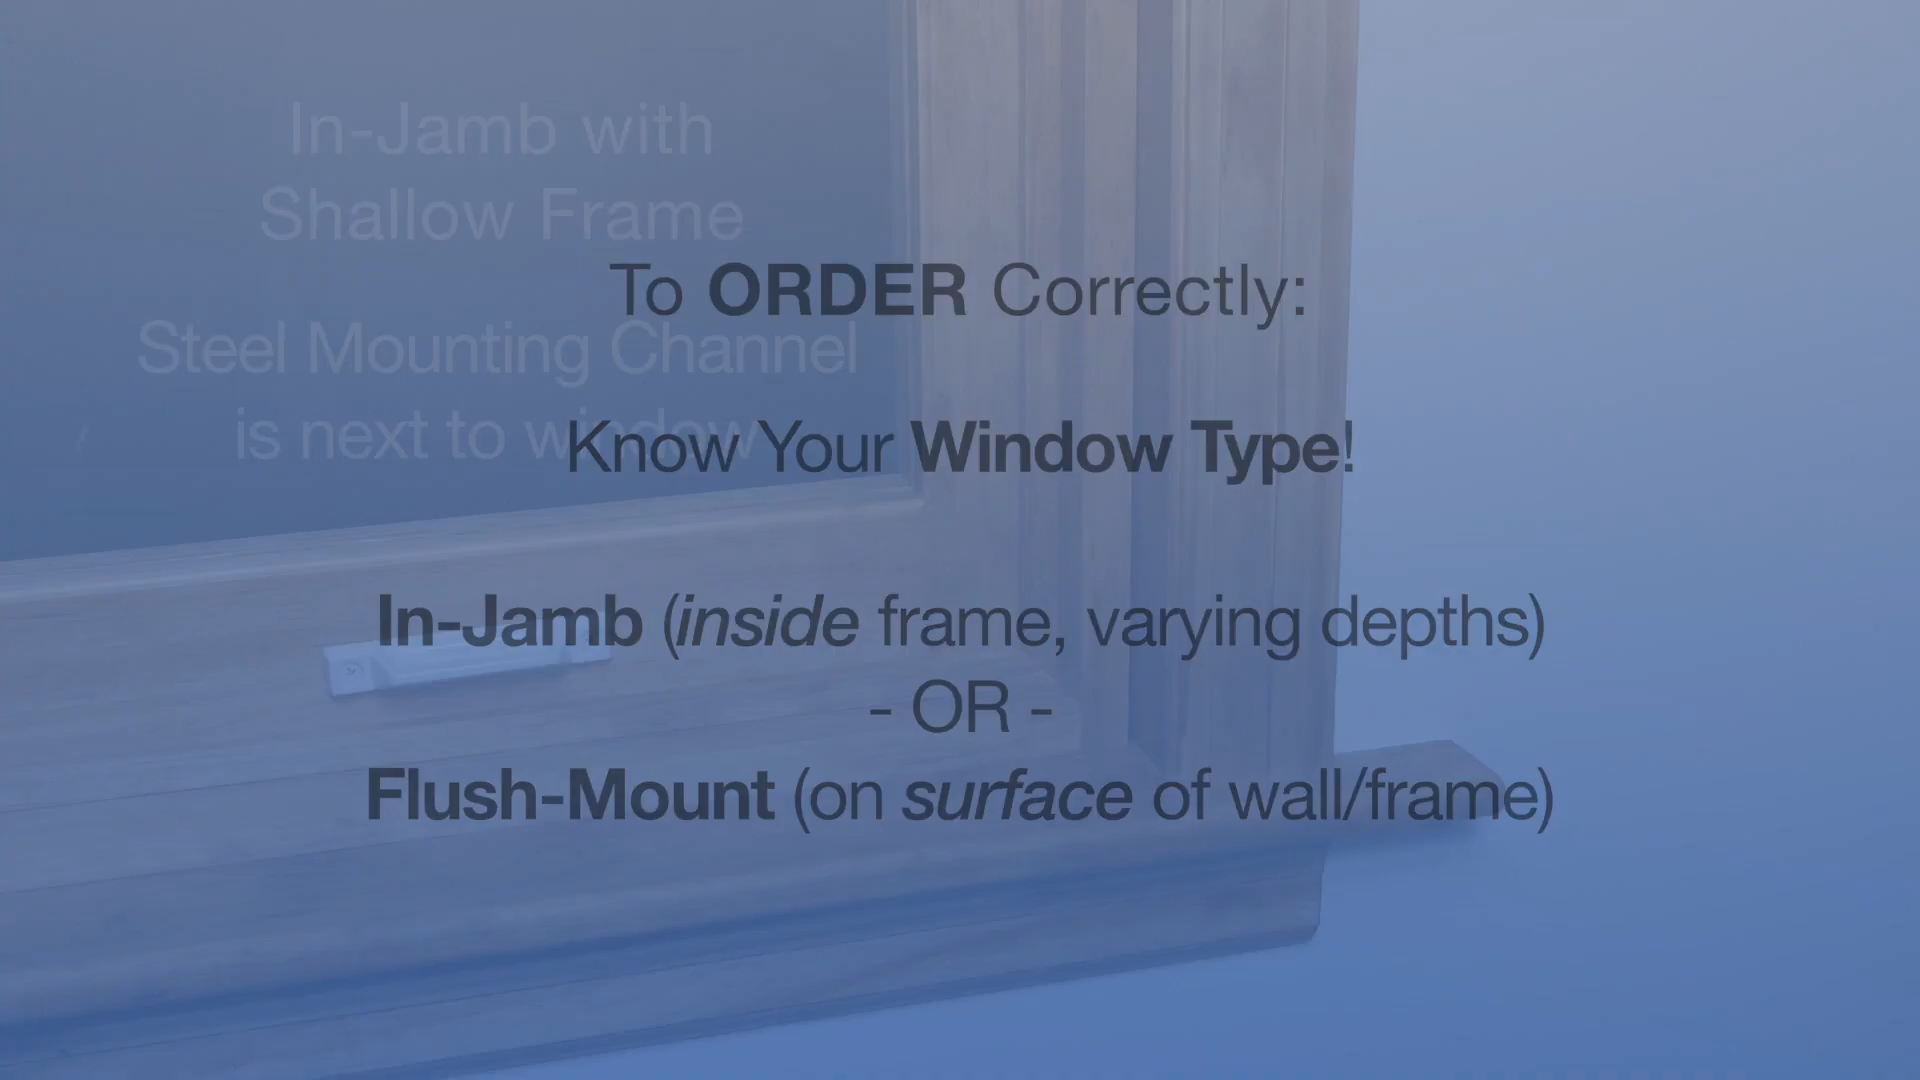 In-Jamb with
Shallow Frame
Steel Mounting Channel
is next to window
To ORDER Correctly:
Know Your Window Type!
In-Jamb (inside frame, varying depths)
- OR -
Flush-Mount (on surface of wall/frame)